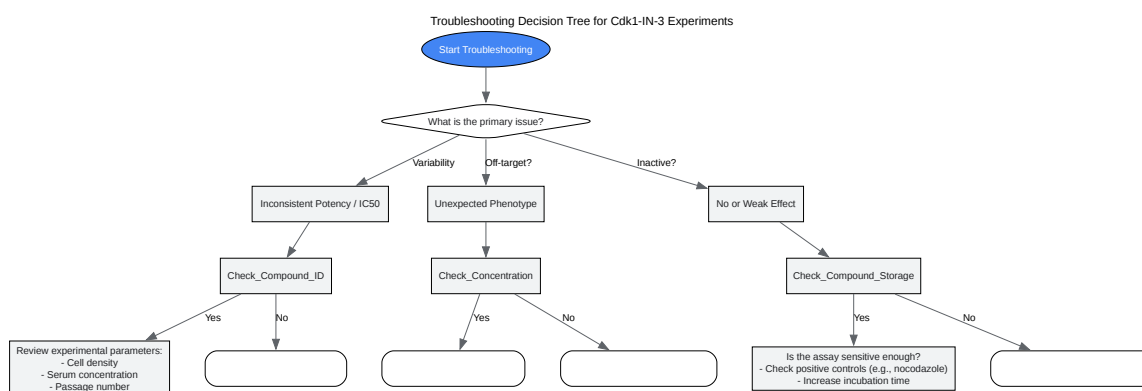 Troubleshooting Decision Tree for Cdk1-IN-3 Experiments
Start Troubleshooting
What is the primary issue?
Variability
Off-target?
Inactive?
Inconsistent Potency / IC50
Unexpected Phenotype
No or Weak Effect
Check_Compound_ID
Check_Concentration
Check_Compound_Storage
Yes
No
Yes
No
Yes
No
Review experimental parameters:
- Cell density
- Serum concentration
- Passage number
Is the assay sensitive enough?
- Check positive controls (e.g., nocodazole)
- Increase incubation time